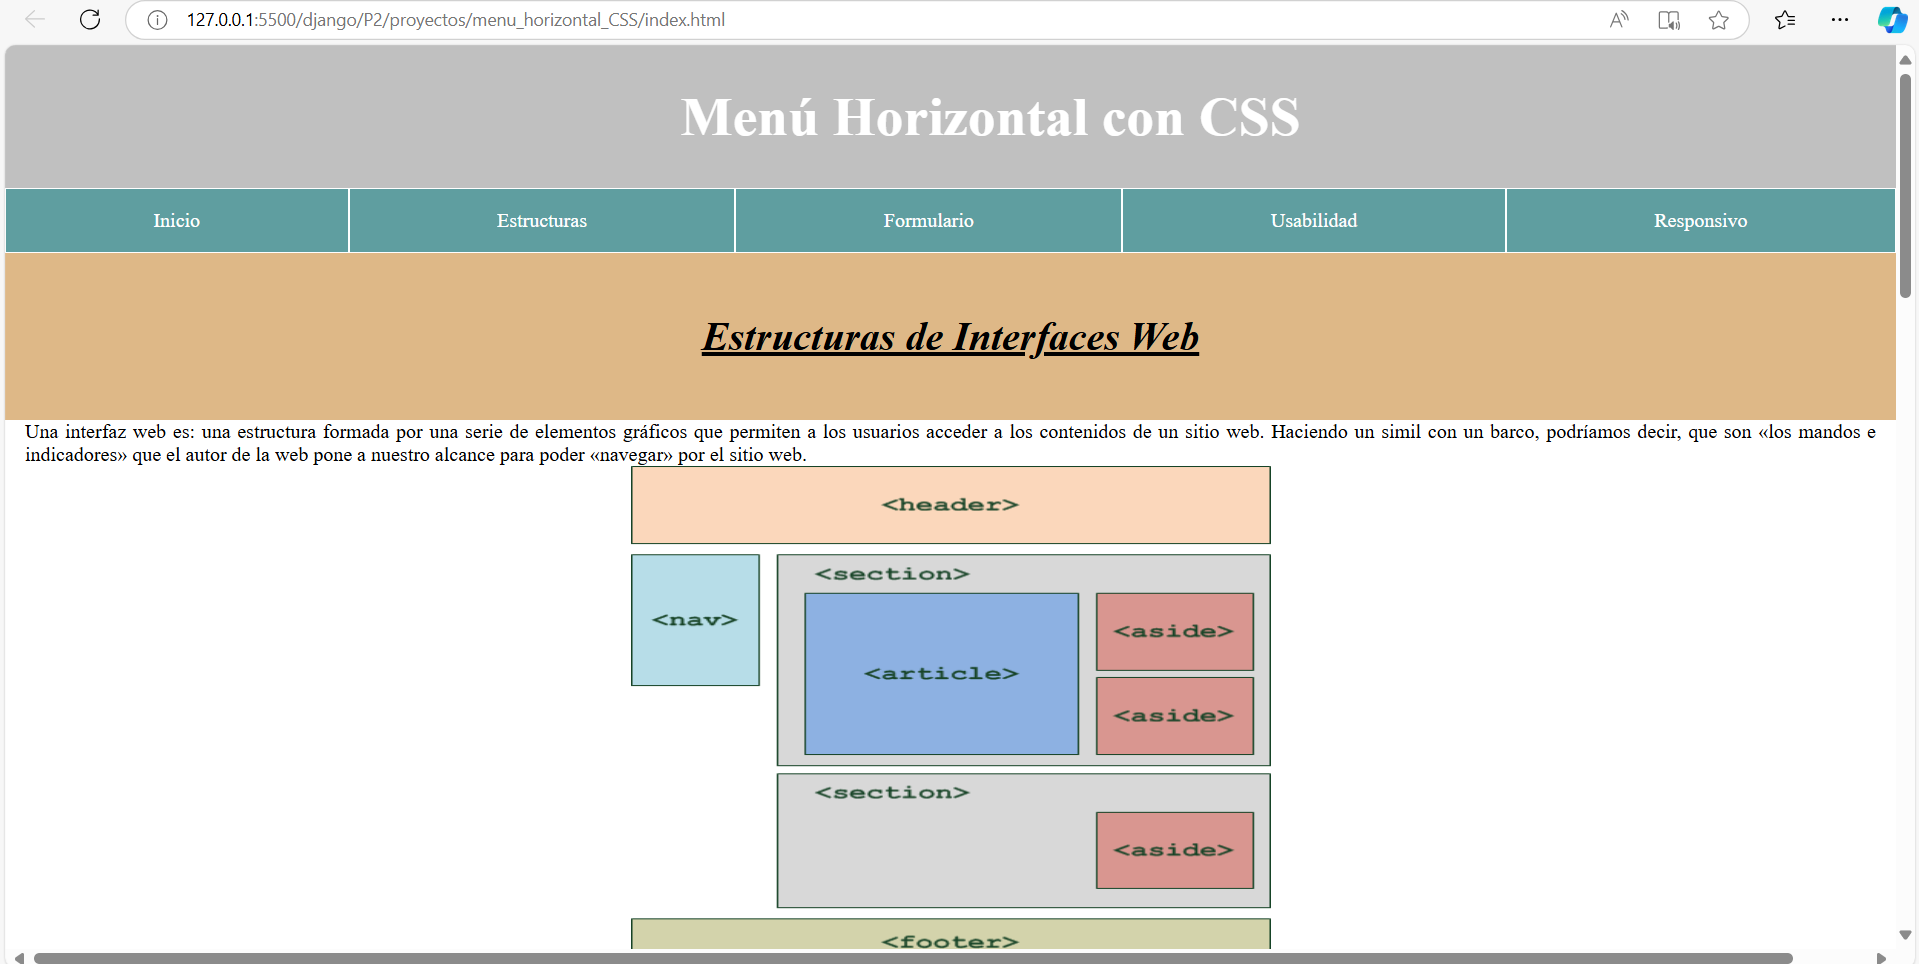 127.0.0.1:5500/django/P2/proyectos/menu_horizontal_CSS/index.html
Menú Horizontal con CSS
Inicio Estructuras Formulario Usabilidad Responsivo
Estructuras de Interfaces Web
Una interfaz web es: una estructura formada por una serie de elementos gráficos que permiten a los usuarios acceder a los contenidos de un sitio web. Haciendo un simil con un barco, podríamos decir, que son «los mandos e
indicadores» que el autor de la web pone a nuestro alcance para poder «navegar» por el sitio web.
<header>
<nav>
<section>
<article>
<aside>
<aside>
<section>
<aside>
<footer>